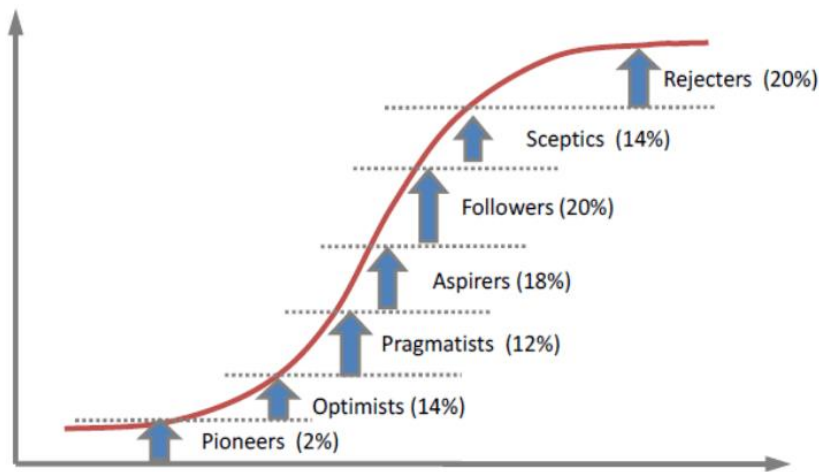 Rejecters (20%)
Sceptics (14%)
Followers (20%)
Aspirers (18%)
Pragmatists (12%)
Optimists (14%)
Pioneers (2%)